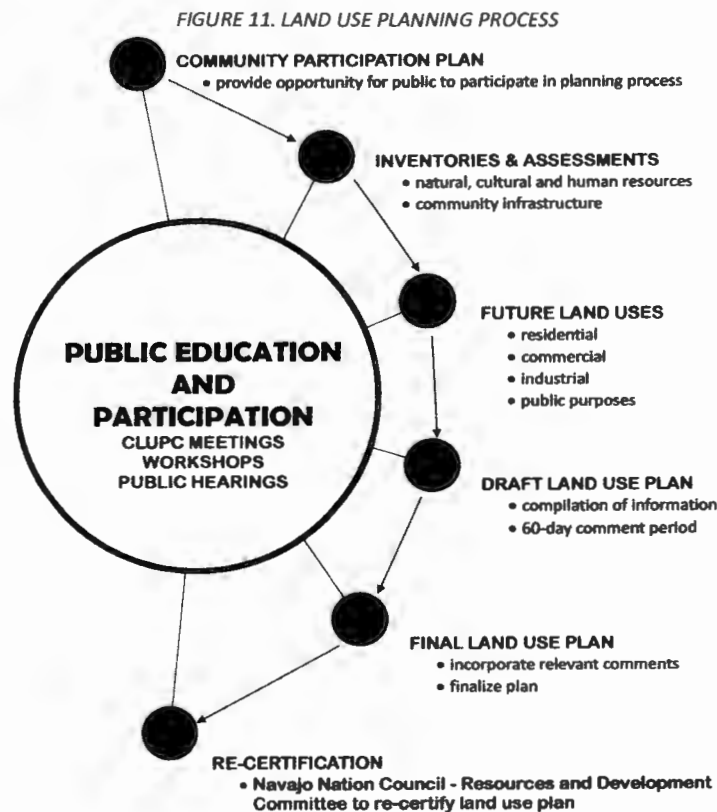 FIGURE 11. LAND USE PLANNING PROCESS
COMMUNITY PARTICIPATION PLAN
• provide opportunity for public to participate in planning process
INVENTORIES & ASSESSMENTS
• natural, cultural and human resources
• community infrastructure
FUTURE LAND USES
• residential
• commercial
• industrial
• public purposes
PUBLIC EDUCATION
AND
PARTICIPATION
CLUPC MEETINGS
WORKSHOPS
PUBLIC HEARINGS
DRAFT LAND USE PLAN
• compilation of information
• 60-day comment period
FINAL LAND USE PLAN
• incorporate relevant comments
• finalize plan
RE-CERTIFICATION
• Navajo Nation Council - Resources and Development
Committee to re-certify land use plan